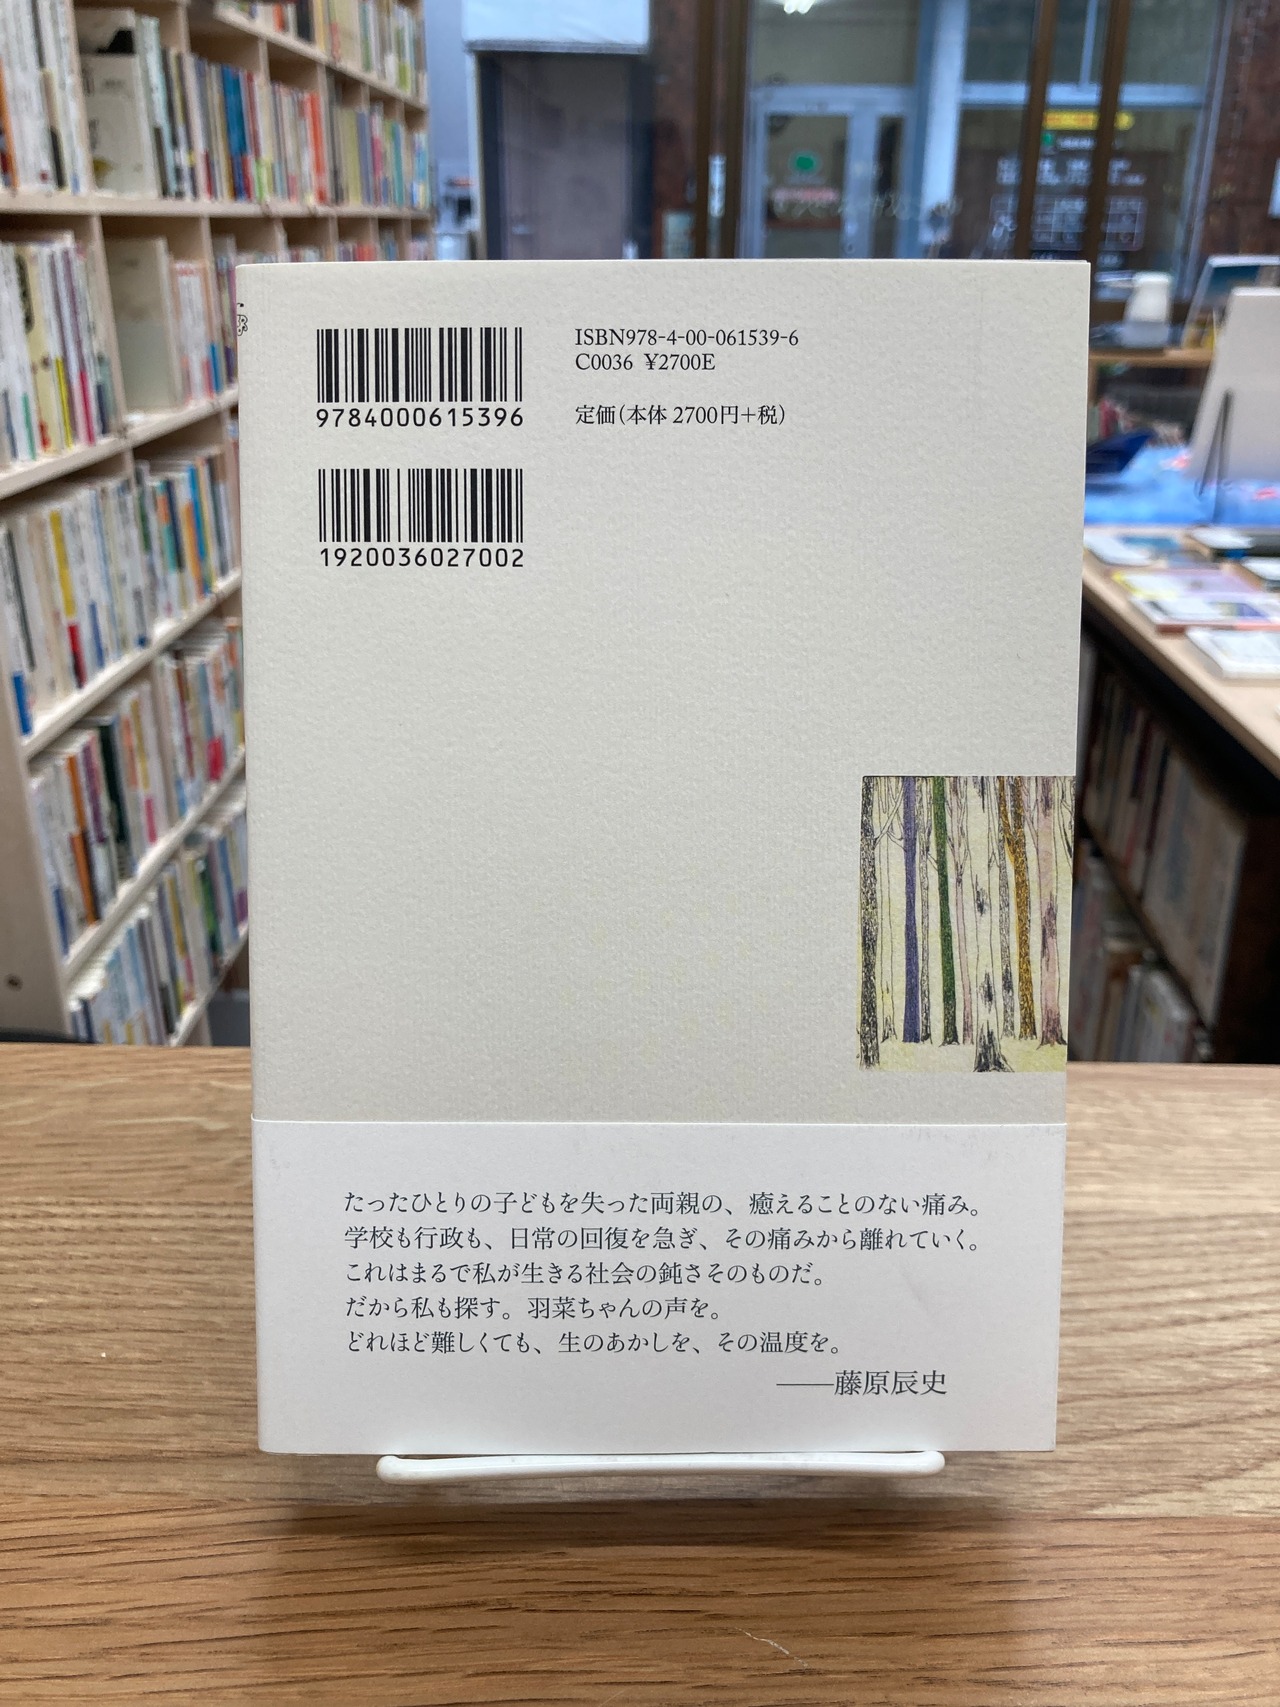 ISBN978-4-00-061539-6
C0036 ¥2700E
定価(本体 2700円+税)
9784000615396
1920036027002
たったひとりの子どもを失った両親の、癒えることのない痛み。
学校も行政も、日常の回復を急ぎ、その痛みから離れていく。
これはまるで私が生きる社会の鈍さそのものだ。
だから私も探す。羽菜ちゃんの声を。
どれほど難しくても、生のあかしを、その温度を。
——藤原辰史